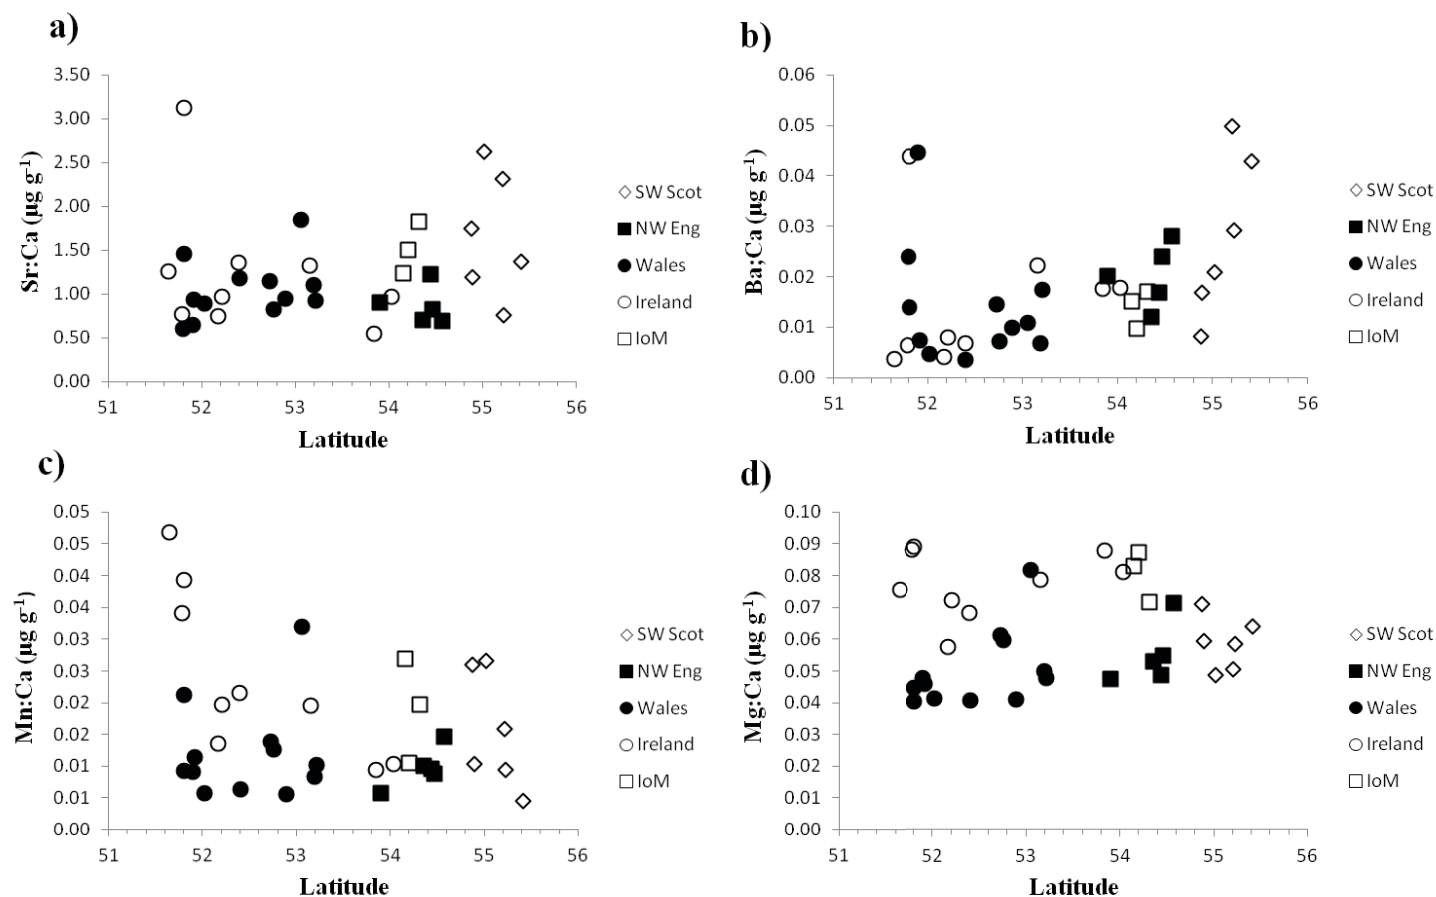 a)
3.50
3.00
2.50
2.00
1.50
1.00
0.50
0.00
Sr:Ca (µg g⁻¹)
51 52 53 54 55 56
Latitude
SW Scot
NW Eng
Wales
Ireland
IoM
b)
0.06
0.05
0.04
0.03
0.02
0.01
0.00
Ba;Ca (µg g⁻¹)
51 52 53 54 55 56
Latitude
SW Scot
NW Eng
Wales
Ireland
IoM
c)
0.05
0.05
0.04
0.04
0.03
0.03
0.02
0.02
0.01
0.01
0.00
Mn:Ca (µg g⁻¹)
51 52 53 54 55 56
Latitude
SW Scot
NW Eng
Wales
Ireland
IoM
d)
0.10
0.09
0.08
0.07
0.06
0.05
0.04
0.03
0.02
0.01
0.00
Mg:Ca (µg g⁻¹)
51 52 53 54 55 56
Latitude
SW Scot
NW Eng
Wales
Ireland
IoM